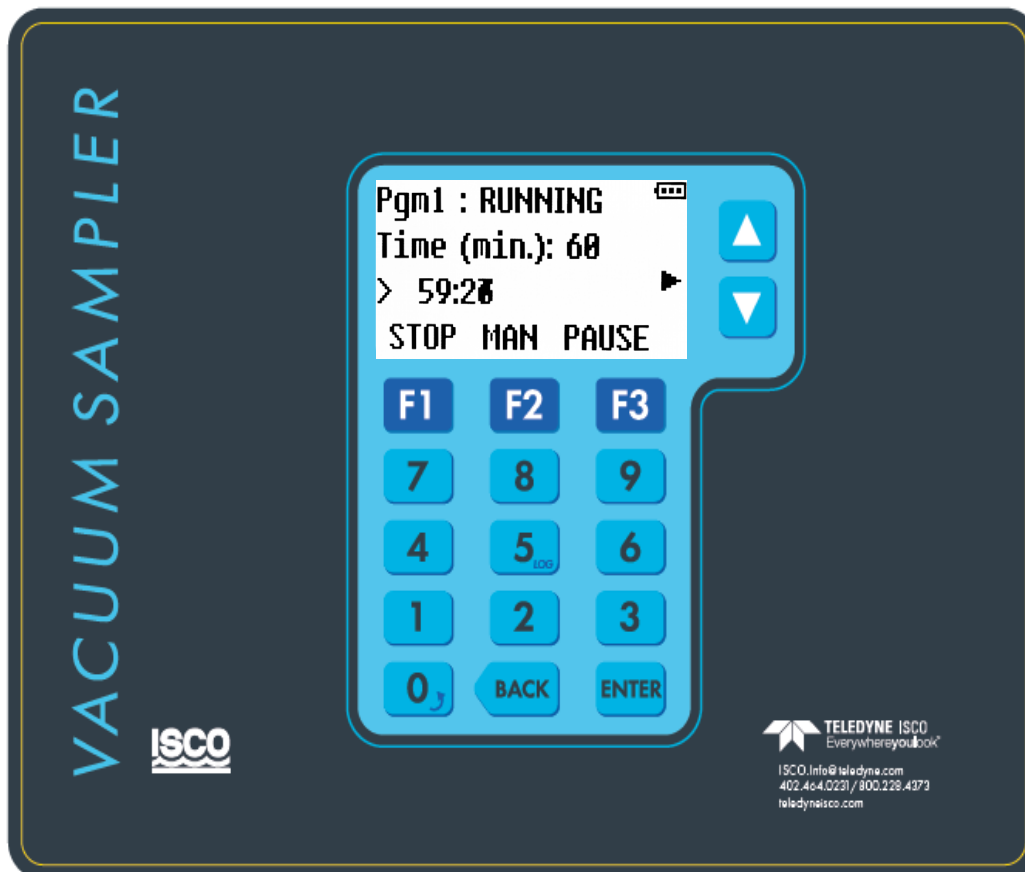 VACUUM SAMPLER
Pgm1 : RUNNING
Time (min.): 60
STOP MAN PAUSE
F1 F2 F3
7 8 9
4 5 LOG 6
1 2 3
0 BACK ENTER
ISCO
TELEDYNE ISCO
Everywhereyoulook
ISCO.Info@teledyne.com
402.464.0231/800.228.4373
teledyneisco.com